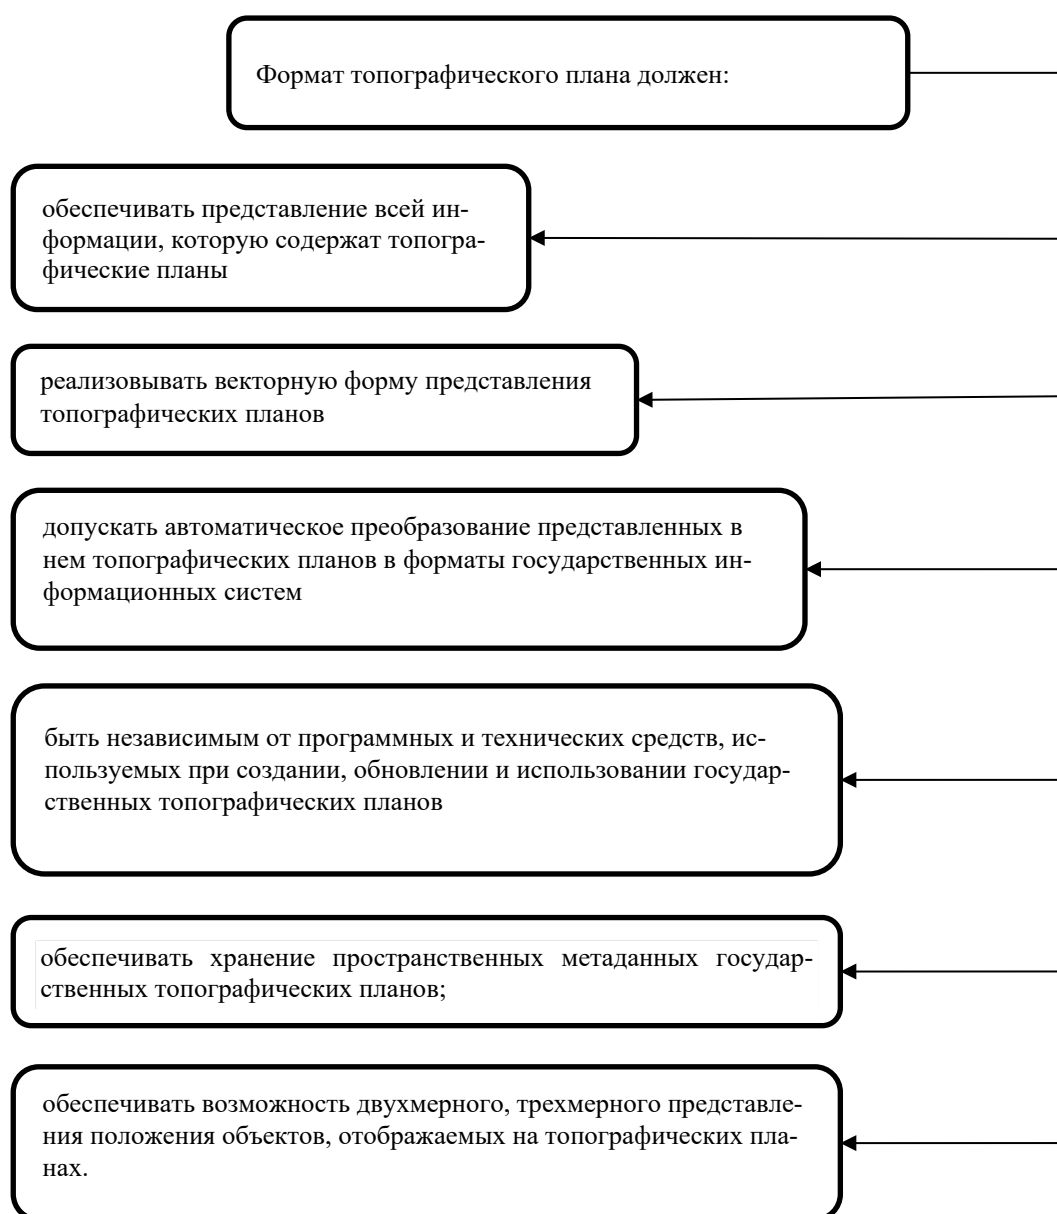 Формат топографического плана должен:
обеспечивать представление всей ин-
формации, которую содержат топогра-
фические планы
реализовывать векторную форму представления
топографических планов
допускать автоматическое преобразование представленных в
нем топографических планов в форматы государственных ин-
формационных систем
быть независимым от программных и технических средств, ис-
пользуемых при создании, обновлении и использовании государ-
ственных топографических планов
обеспечивать хранение пространственных метаданных государ-
ственных топографических планов;
обеспечивать возможность двухмерного, трехмерного представле-
ния положения объектов, отображаемых на топографических пла-
нах.